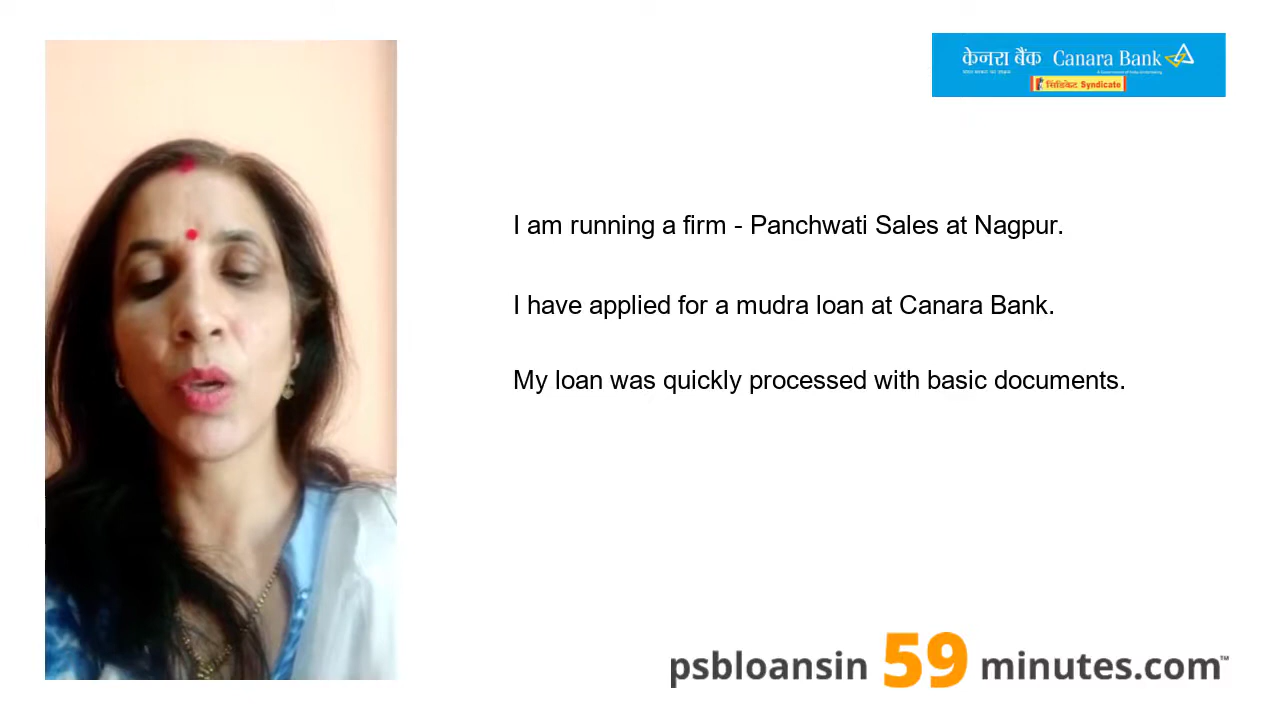 केनरा बैंक Canara Bank
सिंडिकेट Syndicate
I am running a firm - Panchwati Sales at Nagpur.
I have applied for a mudra loan at Canara Bank.
My loan was quickly processed with basic documents.
psbloansin 59 minutes.com™